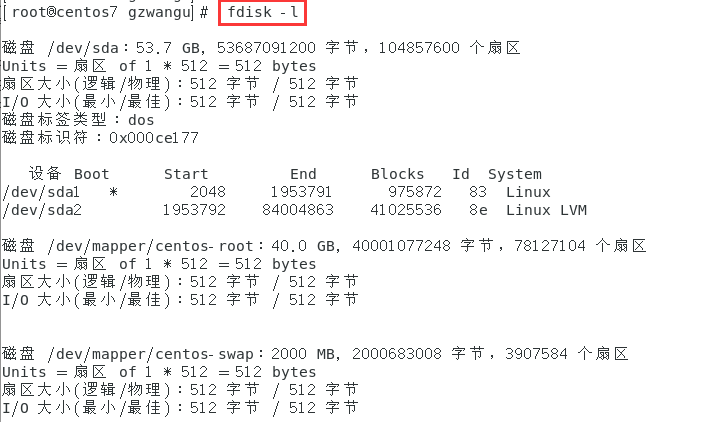 [ root@centos7 gzwangu] # fdisk -l
磁盘 /dev/sda：53.7 GB, 53687091200 字节，104857600 个扇区
Units = 扇区 of 1 * 512 = 512 bytes
扇区大小(逻辑/物理)：512 字节 / 512 字节
I/O 大小(最小/最佳)：512 字节 / 512 字节
磁盘标签类型：dos
磁盘标识符：0x000ce177
设备 Boot Start End Blocks Id System
/dev/sda1 * 2048 1953791 975872 83 Linux
/dev/sda2 1953792 84004863 41025536 8e Linux LVM
磁盘 /dev/mapper/centos-root：40.0 GB, 40001077248 字节，78127104 个扇区
Units = 扇区 of 1 * 512 = 512 bytes
扇区大小(逻辑/物理)：512 字节 / 512 字节
I/O 大小(最小/最佳)：512 字节 / 512 字节
磁盘 /dev/mapper/centos-swap：2000 MB, 2000683008 字节，3907584 个扇区
Units = 扇区 of 1 * 512 = 512 bytes
扇区大小(逻辑/物理)：512 字节 / 512 字节
I/O 大小(最小/最佳)：512 字节 / 512 字节